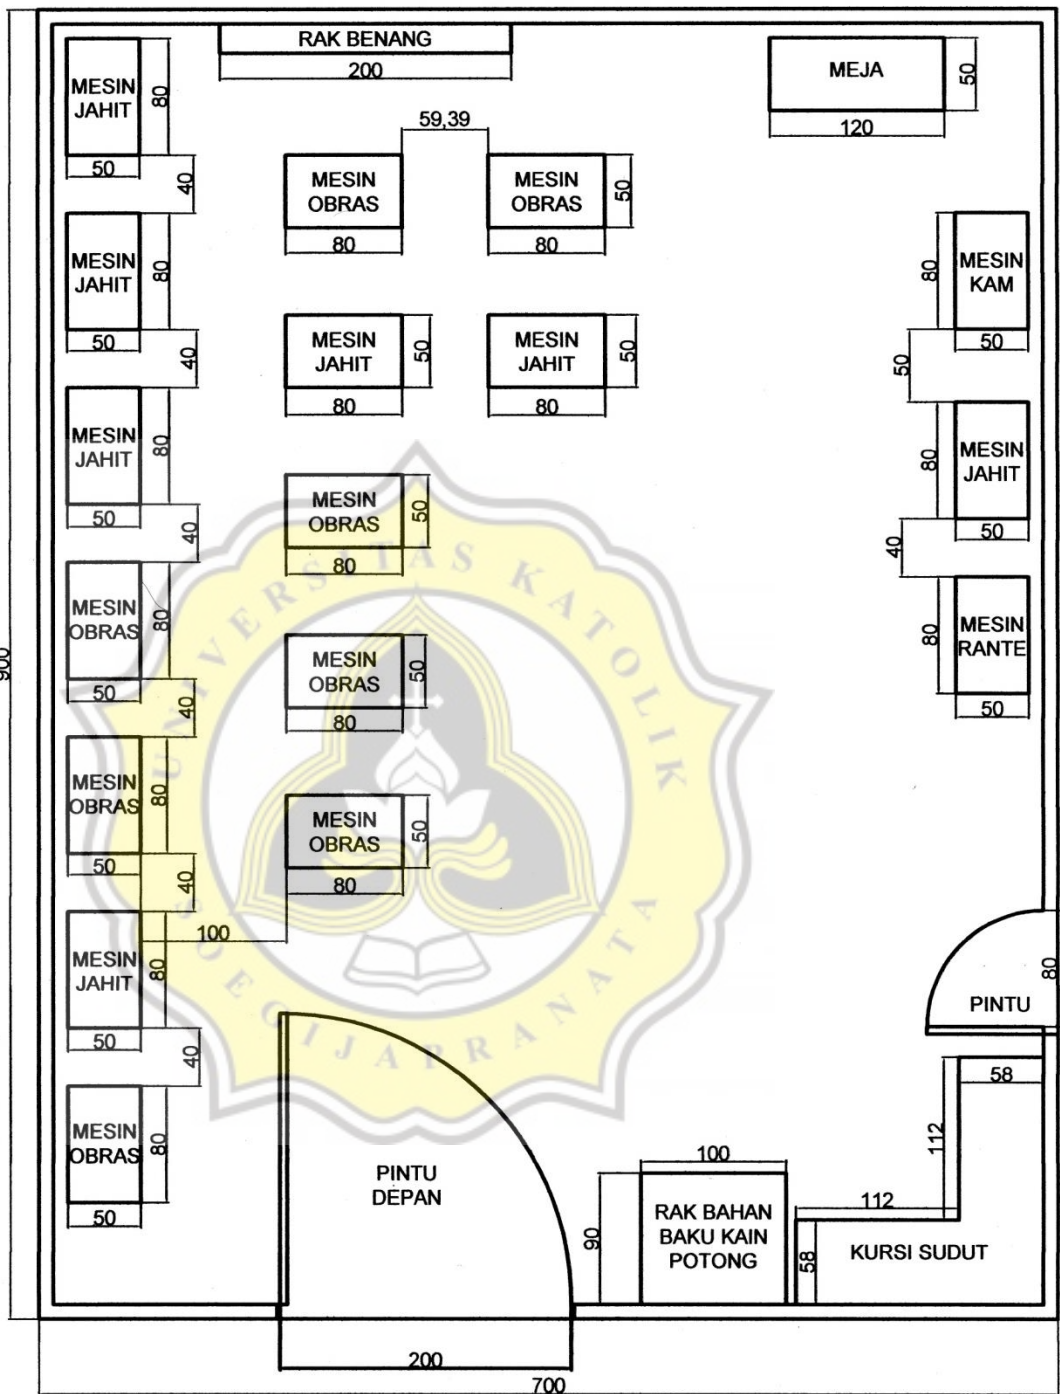 RAK BENANG
200
MEJA
50
120
MESIN
JAHIT
80
50
40
59,39
MESIN
OBRAS
80
MESIN
OBRAS
50
80
MESIN
JAHIT
80
50
40
MESIN
KAM
80
50
50
MESIN
JAHIT
50
80
MESIN
JAHIT
50
80
MESIN
JAHIT
80
50
40
MESIN
JAHIT
80
50
40
MESIN
OBRAS
50
80
MESIN
OBRAS
80
50
40
MESIN
RANTE
80
50
MESIN
OBRAS
50
80
900
MESIN
OBRAS
80
50
40
MESIN
OBRAS
50
80
100
MESIN
JAHIT
80
50
40
PINTU
80
MESIN
OBRAS
80
50
PINTU
DEPAN
200
100
RAK BAHAN
BAKU KAIN
POTONG
90
58
112
112
KURSI SUDUT
58
700
UNIVERSITAS KATOLIK
SOEGIJAPRANATA